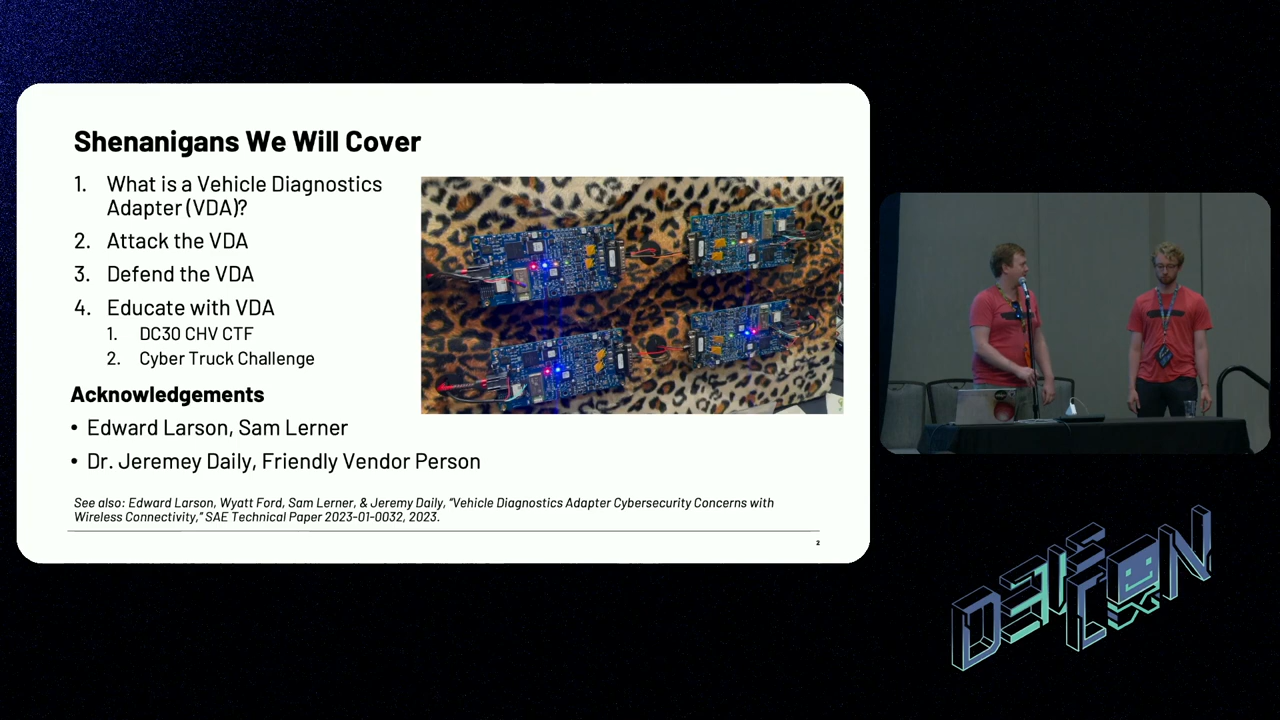 Shenanigans We Will Cover
1. What is a Vehicle Diagnostics
Adapter (VDA)?
2. Attack the VDA
3. Defend the VDA
4. Educate with VDA
1. DC30 CHV CTF
2. Cyber Truck Challenge
Acknowledgements
• Edward Larson, Sam Lerner
• Dr. Jeremey Daily, Friendly Vendor Person
See also: Edward Larson, Wyatt Ford, Sam Lerner, & Jeremy Daily, “Vehicle Diagnostics Adapter Cybersecurity Concerns with
Wireless Connectivity,” SAE Technical Paper 2023-01-0032, 2023.
2
DEF
CON